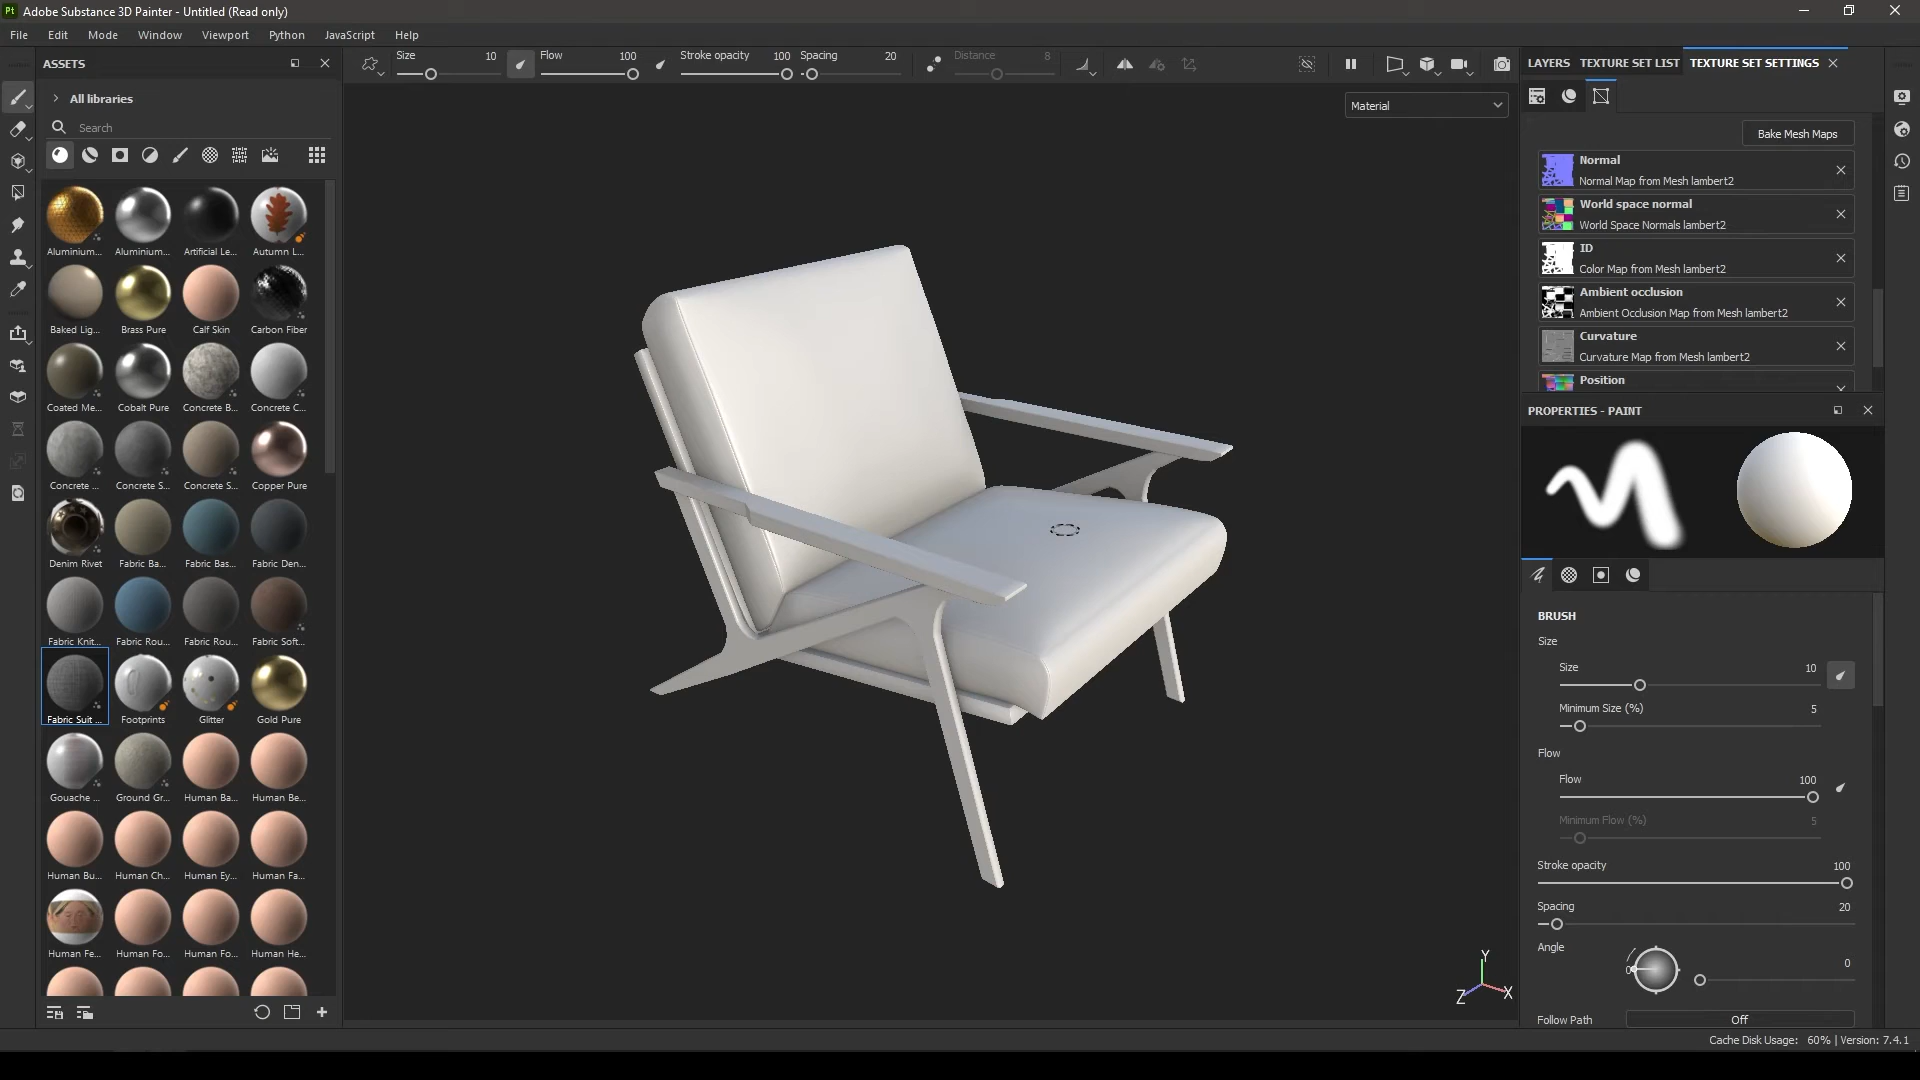 Pt Adobe Substance 3D Painter - Untitled (Read only)
File Edit Mode Window Viewport Python JavaScript Help
ASSETS
Size 10 Flow 100 Stroke opacity 100 Spacing 20 Distance 8
LAYERS TEXTURE SET LIST TEXTURE SET SETTINGS
All libraries
Search
Material
Bake Mesh Maps
Aluminium... Aluminium... Artificial Le... Autumn L...
Baked Lig... Brass Pure Calf Skin Carbon Fiber
Coated Me... Cobalt Pure Concrete B... Concrete C...
Concrete ... Concrete S... Concrete S... Copper Pure
Denim Rivet Fabric Ba... Fabric Bas... Fabric Den...
Fabric Knit... Fabric Rou... Fabric Rou... Fabric Soft...
Fabric Suit ... Footprints Glitter Gold Pure
Gouache ... Ground Gr... Human Ba... Human Be...
Human Bu... Human Ch... Human Ey... Human Fa...
Human Fe... Human Fo... Human Fo... Human He...
Normal
Normal Map from Mesh lambert2
World space normal
World Space Normals lambert2
ID
Color Map from Mesh lambert2
Ambient occlusion
Ambient Occlusion Map from Mesh lambert2
Curvature
Curvature Map from Mesh lambert2
Position
PROPERTIES - PAINT
BRUSH
Size
Size 10
Minimum Size (%) 5
Flow
Flow 100
Minimum Flow (%) 5
Stroke opacity 100
Spacing 20
Angle
0 0
Follow Path Off
Y
Z X
Cache Disk Usage: 60% | Version: 7.4.1